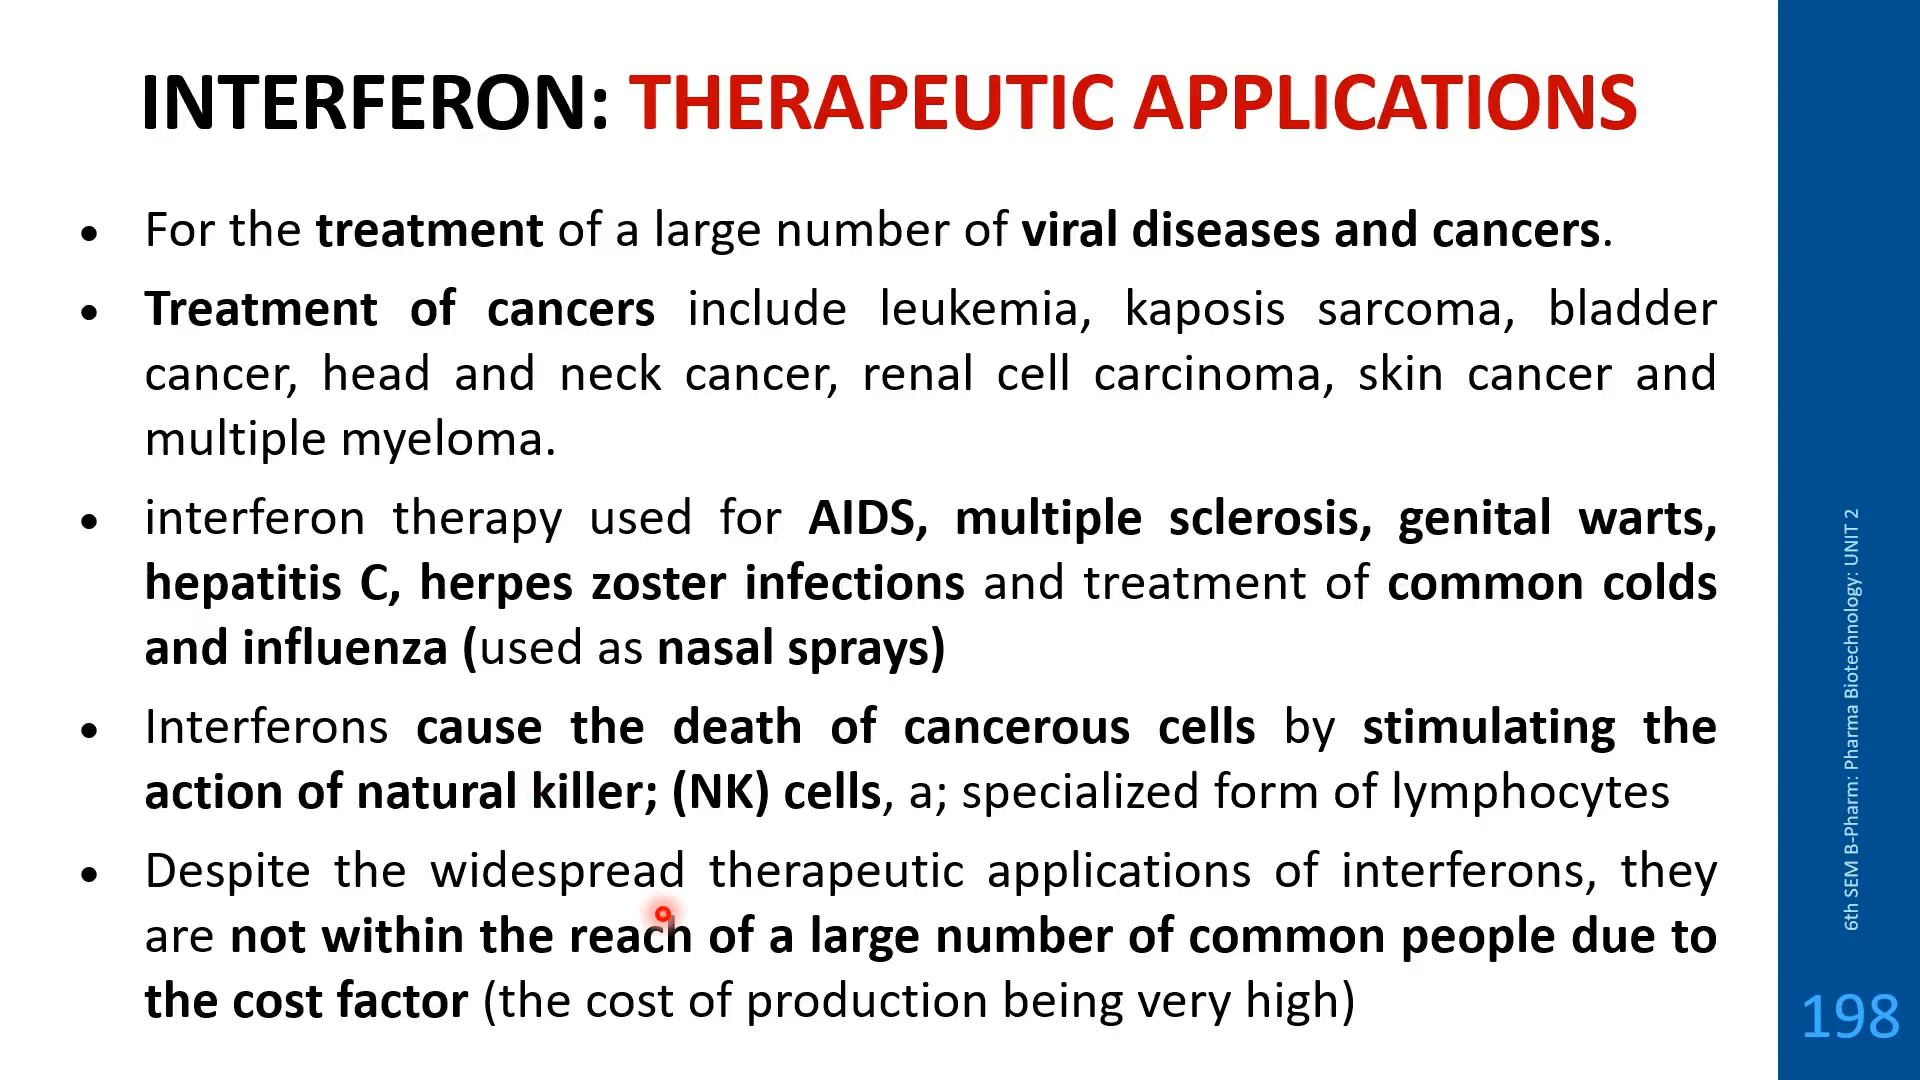 INTERFERON: THERAPEUTIC APPLICATIONS
• For the treatment of a large number of viral diseases and cancers.
• Treatment of cancers include leukemia, kaposis sarcoma, bladder
cancer, head and neck cancer, renal cell carcinoma, skin cancer and
multiple myeloma.
• interferon therapy used for AIDS, multiple sclerosis, genital warts,
hepatitis C, herpes zoster infections and treatment of common colds
and influenza (used as nasal sprays)
• Interferons cause the death of cancerous cells by stimulating the
action of natural killer; (NK) cells, a; specialized form of lymphocytes
• Despite the widespread therapeutic applications of interferons, they
are not within the reach of a large number of common people due to
the cost factor (the cost of production being very high)
6th SEM B-Pharm: Pharma Biotechnology: UNIT 2
198